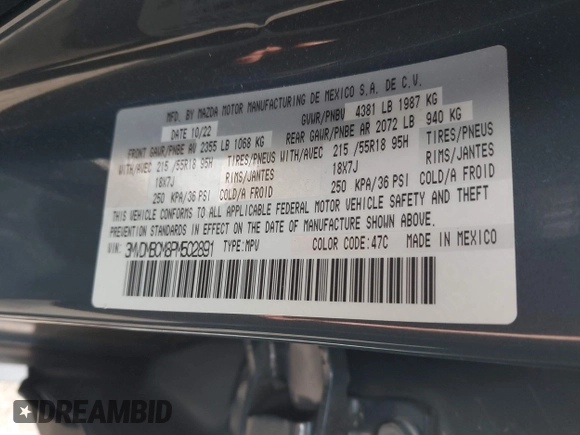 MFD. BY MAZDA MOTOR MANUFACTURING DE MEXICO S.A. DE C.V.
DATE 10/22 GVWR/PNBV 4381 LB 1987 KG
FRONT GAWR/PNBE AV 2355 LB 1068 KG REAR GAWR/PNBE AR 2072 LB 940 KG
WITH/AVEC 215 /55R18 95H TIRES/PNEUS WITH/AVEC 215 /55R18 95H TIRES/PNEUS
18X7J RIMS/JANTES 18X7J RIMS/JANTES
250 KPA/36 PSI COLD/A FROID 250 KPA/36 PSI COLD/A FROID
THIS VEHICLE CONFORMS TO ALL APPLICABLE FEDERAL MOTOR VEHICLE SAFETY AND THEFT
PREVENTION STANDARDS IN EFFECT ON THE DATE OF MANUFACTURE SHOWN ABOVE.
VIN: 3MVDMBCM8PM502891 TYPE: MPV COLOR CODE: 47C MADE IN MEXICO
DREAMBID